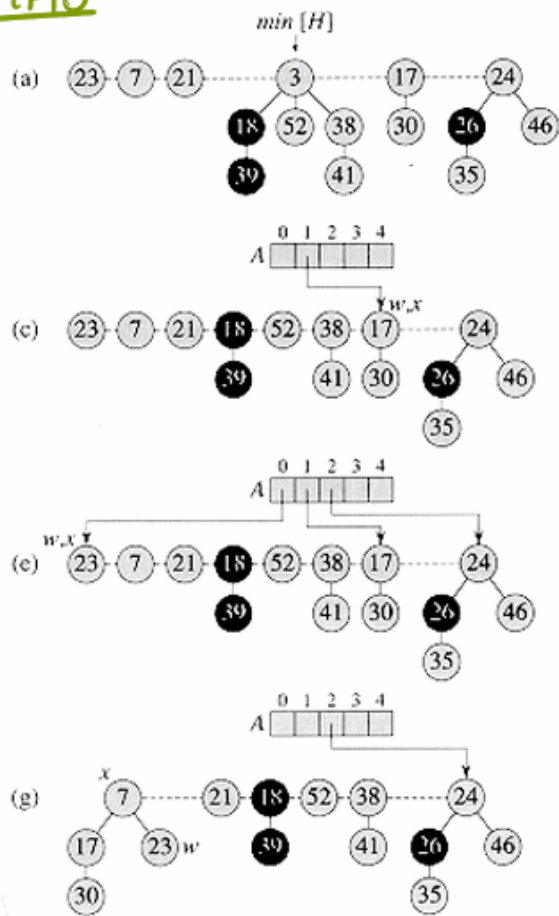 min [H]
(a) 23 7 21 3 17 24
18 52 38 30 26 46
39 41 35
0 1 2 3 4
A
w,x
(c) 23 7 21 18 52 38 17 24
39 41 30 26 46
35
0 1 2 3 4
A
w,x
(e) 23 7 21 18 52 38 17 24
39 41 30 26 46
35
0 1 2 3 4
A
x
(g) 7 21 18 52 38 24
17 23 w 39 41 26 46
30 35